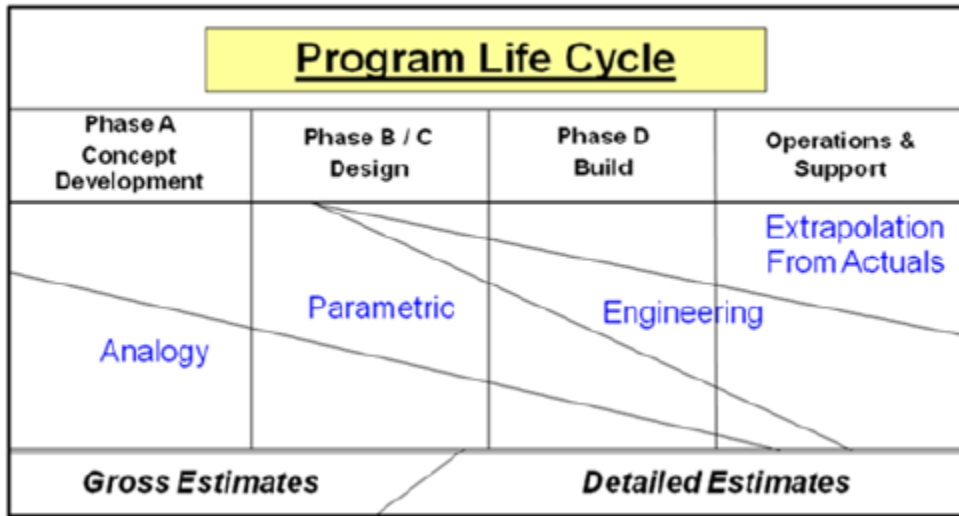 Program Life Cycle
Phase A
Concept
Development
Phase B / C
Design
Phase D
Build
Operations &
Support
Extrapolation
From Actuals
Parametric
Engineering
Analogy
Gross Estimates
Detailed Estimates